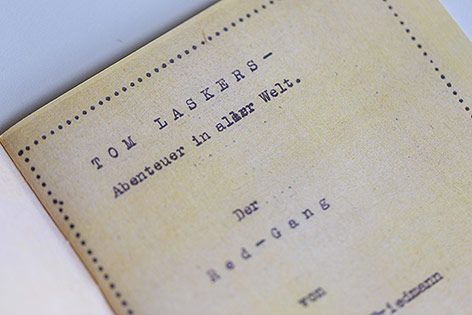 TOM LASKERS-
Abenteuer in aller Welt.
Der
Red-Gang
von